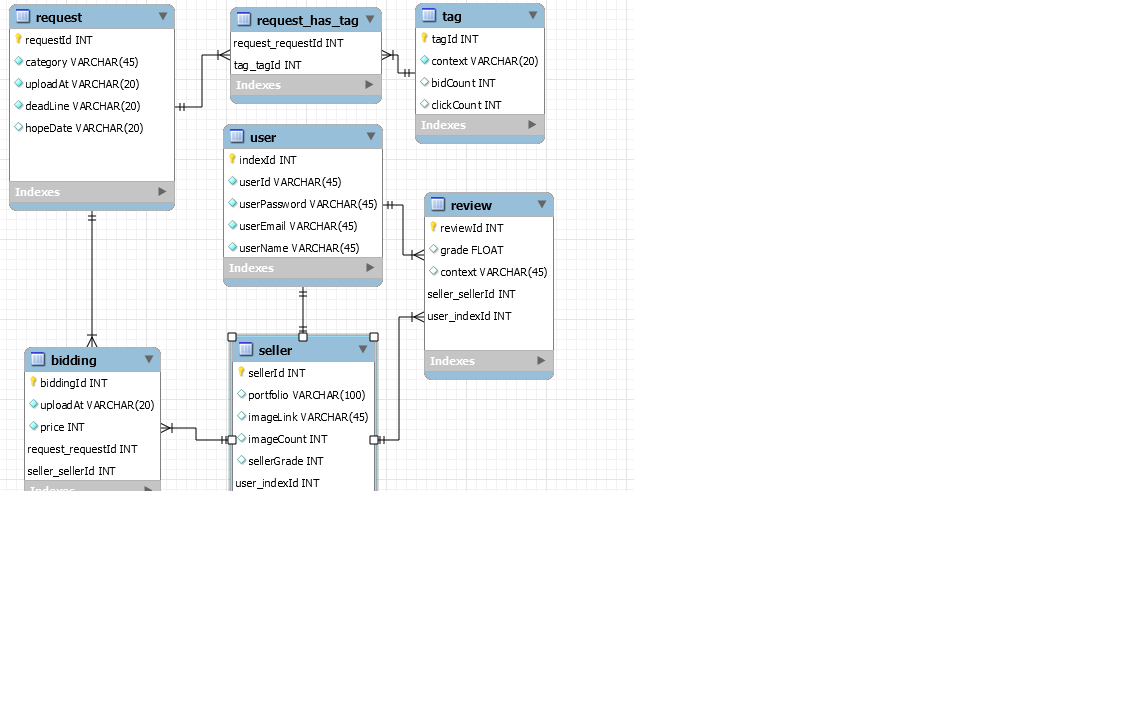 request
requestId INT
category VARCHAR(45)
uploadAt VARCHAR(20)
deadLine VARCHAR(20)
hopeDate VARCHAR(20)
Indexes
request_has_tag
request_requestId INT
tag_tagId INT
Indexes
tag
tagId INT
context VARCHAR(20)
bidCount INT
clickCount INT
Indexes
user
indexId INT
userId VARCHAR(45)
userPassword VARCHAR(45)
userEmail VARCHAR(45)
userName VARCHAR(45)
Indexes
review
reviewId INT
grade FLOAT
context VARCHAR(45)
seller_sellerId INT
user_indexId INT
Indexes
bidding
biddingId INT
uploadAt VARCHAR(20)
price INT
request_requestId INT
seller_sellerId INT
Indexes
seller
sellerId INT
portfolio VARCHAR(100)
imageLink VARCHAR(45)
imageCount INT
sellerGrade INT
user_indexId INT